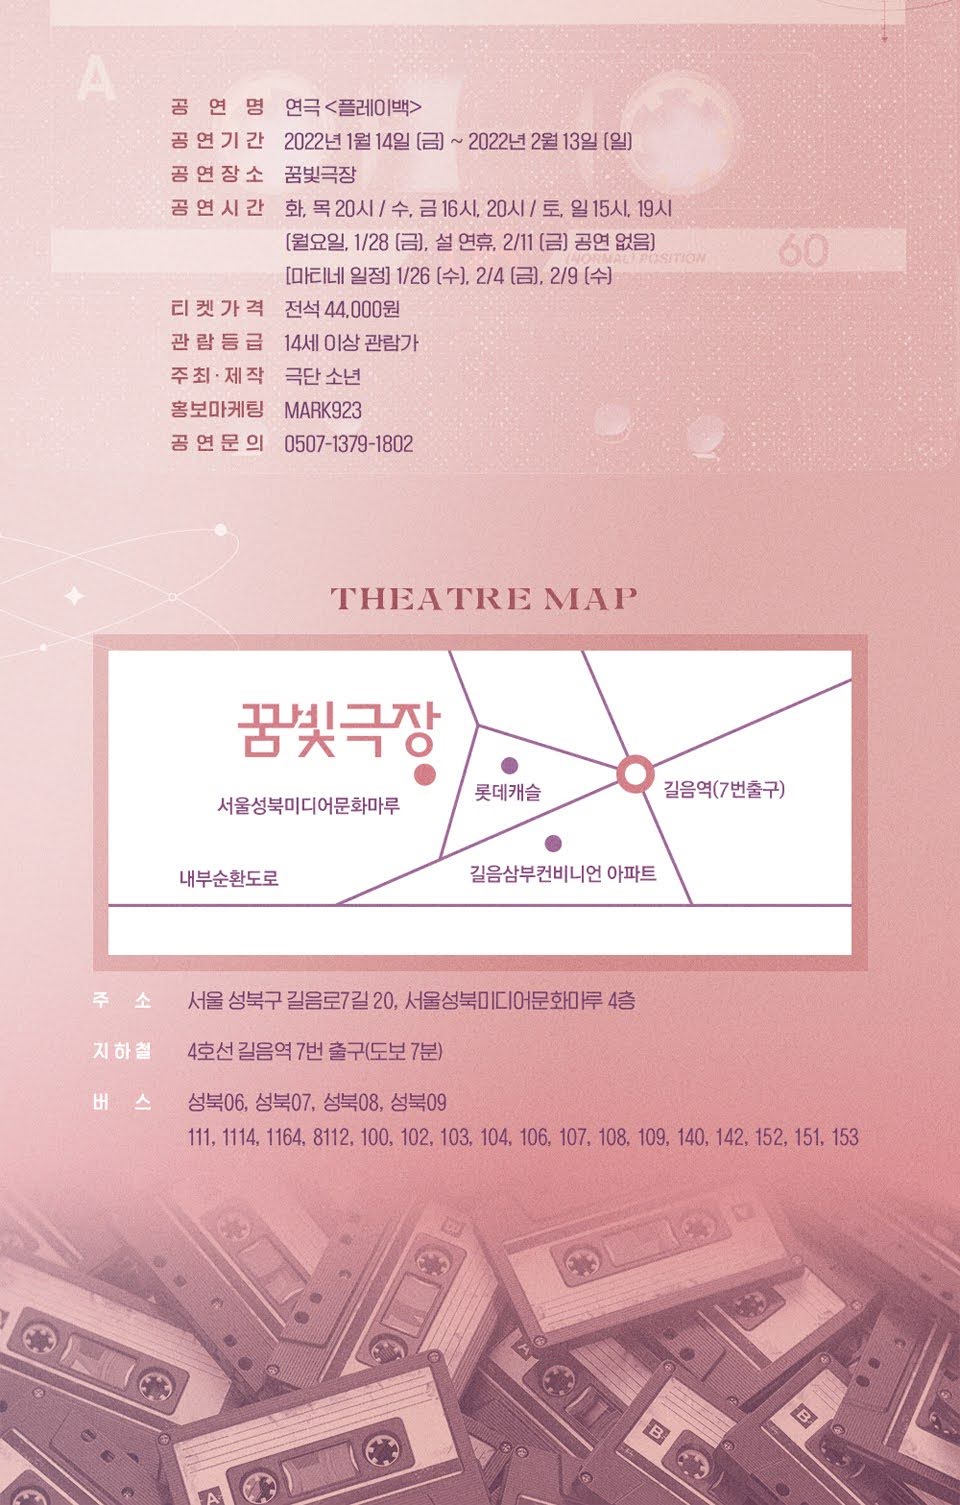 A
공연명 연극 <플레이백>
공연기간 2022년 1월 14일 (금) ~ 2022년 2월 13일 (일)
공연장소 꿈빛극장
공연시간 화, 목 20시 / 수, 금 16시, 20시 / 토, 일 15시, 19시
(월요일, 1/28 (금), 설 연휴, 2/11 (금) 공연 없음)
(NORMAL) POSITION 60
[마티네 일정] 1/26 (수), 2/4 (금), 2/9 (수)
티켓가격 전석 44,000원
관람등급 14세 이상 관람가
주최·제작 극단 소년
홍보마케팅 MARK923
공연문의 0507-1379-1802
THEATRE MAP
꿈빛극장
서울성북미디어문화마루
롯데캐슬
길음역(7번출구)
길음삼부컨비니언 아파트
내부순환도로
주소 서울 성북구 길음로7길 20, 서울성북미디어문화마루 4층
지하철 4호선 길음역 7번 출구(도보 7분)
버스 성북06, 성북07, 성북08, 성북09
111, 1114, 1164, 8112, 100, 102, 103, 104, 106, 107, 108, 109, 140, 142, 152, 151, 153
A
B
B
A